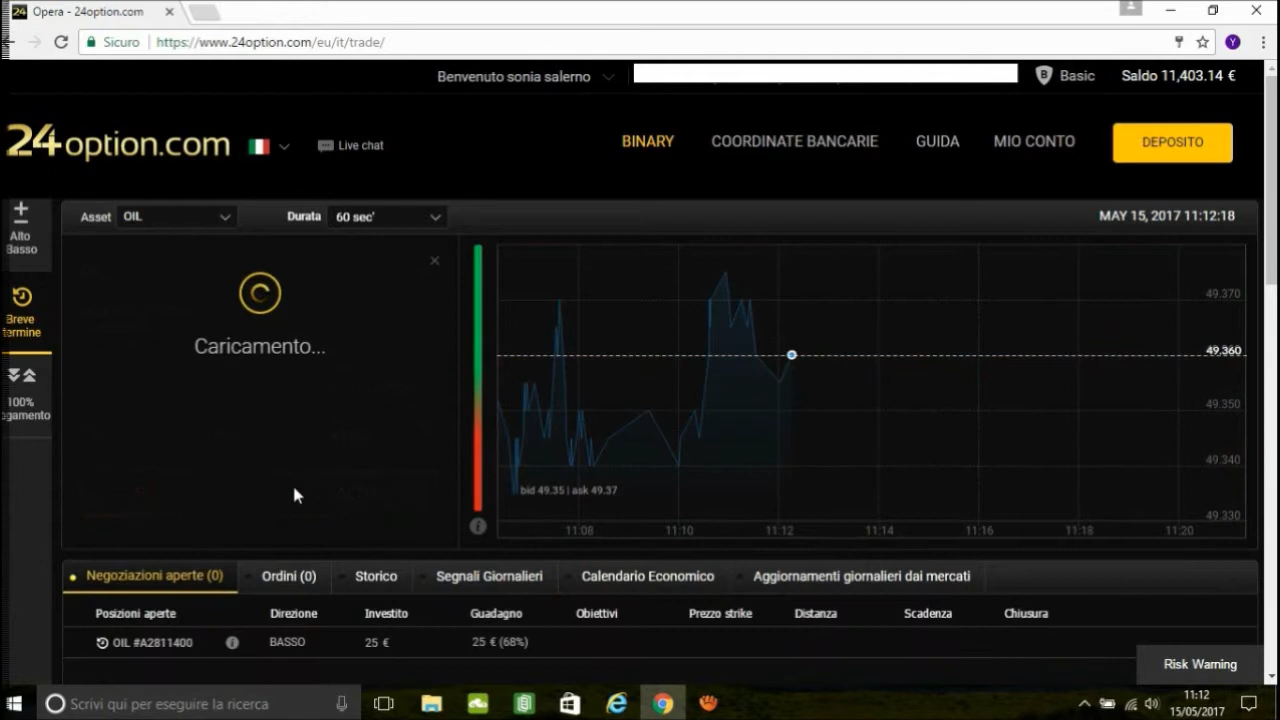 24 Opera - 24option.com
Sicuro https://www.24option.com/eu/it/trade/
Benvenuto sonia salerno B Basic Saldo 11,403.14 €
24option.com Live chat BINARY COORDINATE BANCARIE GUIDA MIO CONTO DEPOSITO
Asset OIL Durata 60 sec' MAY 15, 2017 11:12:18
Alto
Basso
Breve
termine
100%
Caricamento...
49.370
49.360
49.350
49.340
49.330
bid 49.35 | ask 49.37
11:08 11:10 11:12 11:14 11:16 11:18 11:20
Negoziazioni aperte (0) Ordini (0) Storico Segnali Giornalieri Calendario Economico Aggiornamenti giornalieri dai mercati
Posizioni aperte Direzione Investito Guadagno Obiettivi Prezzo strike Distanza Scadenza Chiusura
OIL #A2811400 BASSO 25 € 25 € (68%)
Risk Warning
Scrivi qui per eseguire la ricerca
11:12
15/05/2017